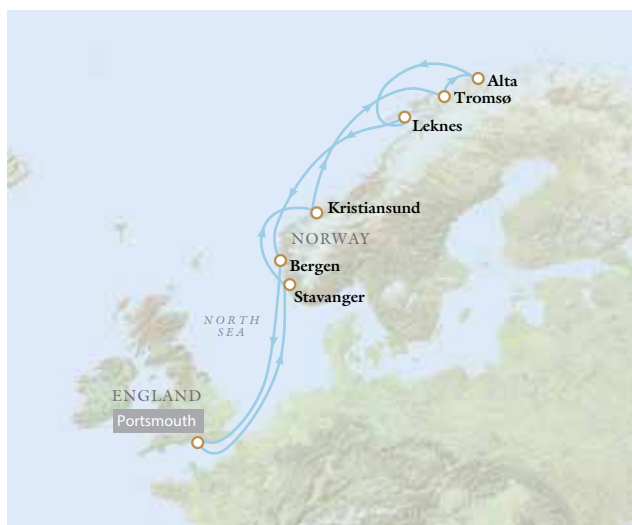 Alta
Tromsø
Leknes
Kristiansund
NORWAY
Bergen
Stavanger
NORTH
SEA
ENGLAND
Portsmouth